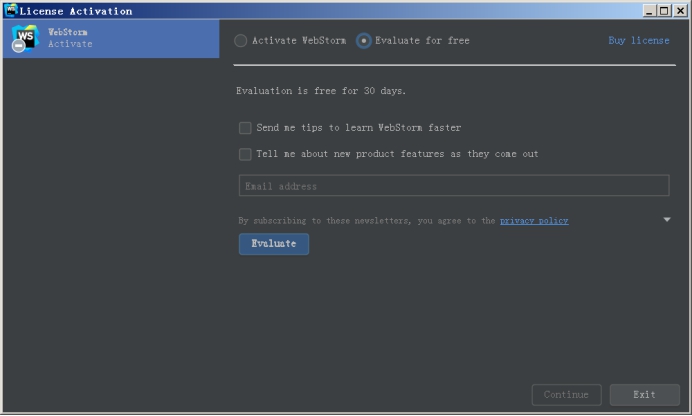 License Activation
WS
WebStorm
Activate
Activate WebStorm
Evaluate for free
Buy license
Evaluation is free for 30 days.
Send me tips to learn WebStorm faster
Tell me about new product features as they come out
Email address
By subscribing to these newsletters, you agree to the privacy policy
Evaluate
Continue
Exit